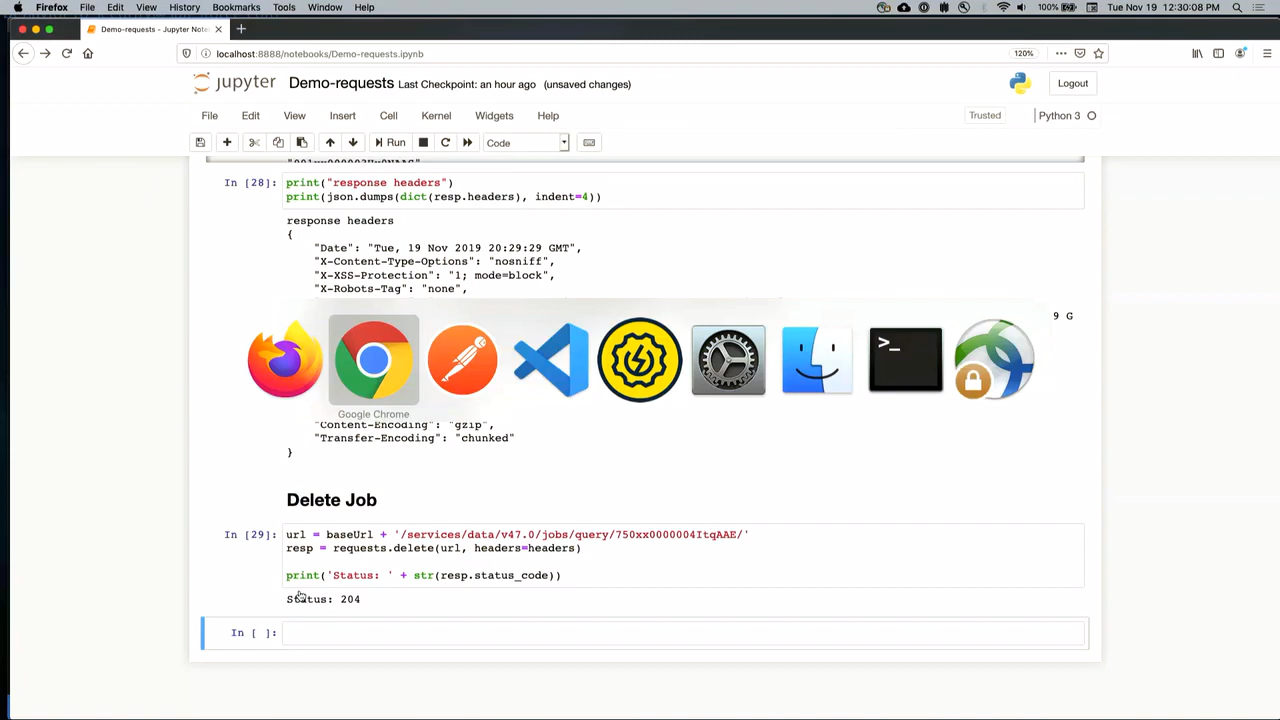 Firefox File Edit View History Bookmarks Tools Window Help 100% Tue Nov 19 12:30:08 PM
Demo-requests - Jupyter Note
localhost:8888/notebooks/Demo-requests.ipynb 120%
jupyter Demo-requests Last Checkpoint: an hour ago (unsaved changes) Logout
File Edit View Insert Cell Kernel Widgets Help Trusted Python 3
Run Code
In [28]: print("response headers")
print(json.dumps(dict(resp.headers), indent=4))
response headers
{
"Date": "Tue, 19 Nov 2019 20:29:29 GMT",
"X-Content-Type-Options": "nosniff",
"X-XSS-Protection": "1; mode=block",
"X-Robots-Tag": "none",
9 G
>_
Google Chrome
"Content-Encoding": "gzip",
"Transfer-Encoding": "chunked"
}
Delete Job
In [29]: url = baseUrl + '/services/data/v47.0/jobs/query/750xx0000004ItqAAE/'
resp = requests.delete(url, headers=headers)
print('Status: ' + str(resp.status_code))
Status: 204
In [ ]: